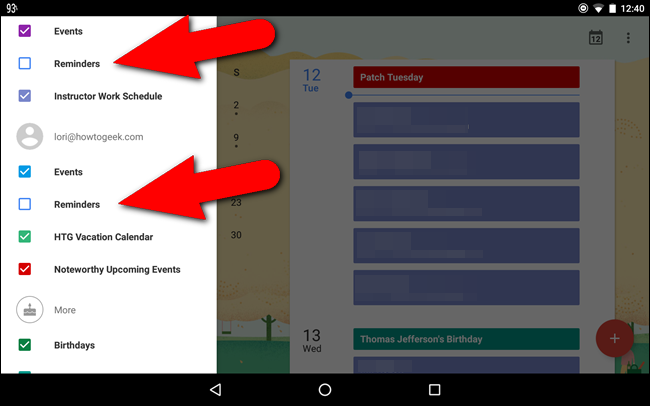 93%
12:40
Events
Reminders
Instructor Work Schedule
lori@howtogeek.com
Events
Reminders
HTG Vacation Calendar
Noteworthy Upcoming Events
More
Birthdays
S
2
9
23
30
12
12
Tue
Patch Tuesday
13
Wed
Thomas Jefferson's Birthday
+